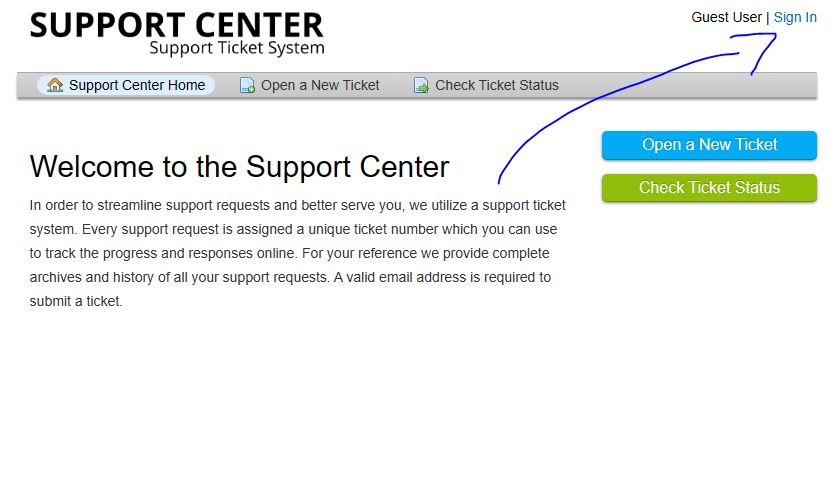 SUPPORT CENTER
Support Ticket System
Guest User | Sign In
Support Center Home
Open a New Ticket
Check Ticket Status
Welcome to the Support Center
In order to streamline support requests and better serve you, we utilize a support ticket
system. Every support request is assigned a unique ticket number which you can use
to track the progress and responses online. For your reference we provide complete
archives and history of all your support requests. A valid email address is required to
submit a ticket.
Open a New Ticket
Check Ticket Status